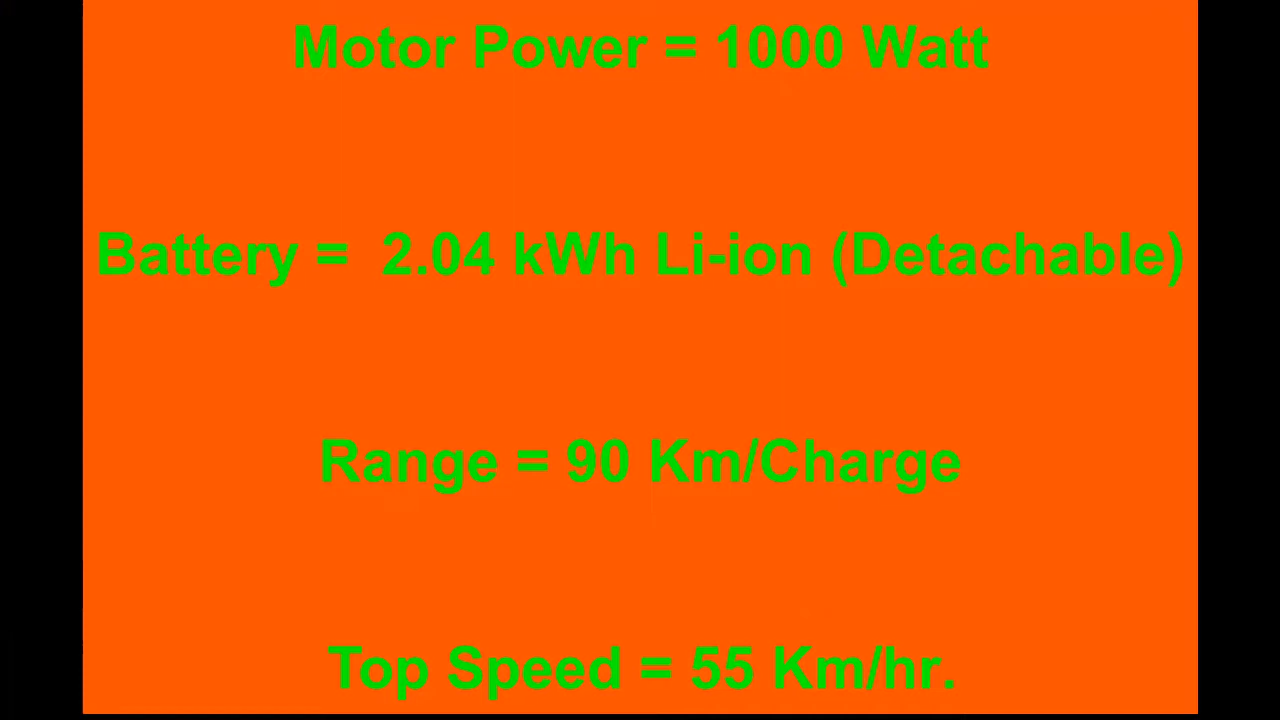 Motor Power = 1000 Watt
Battery =  2.04 kWh Li-ion (Detachable)
Range = 90 Km/Charge
Top Speed = 55 Km/hr.